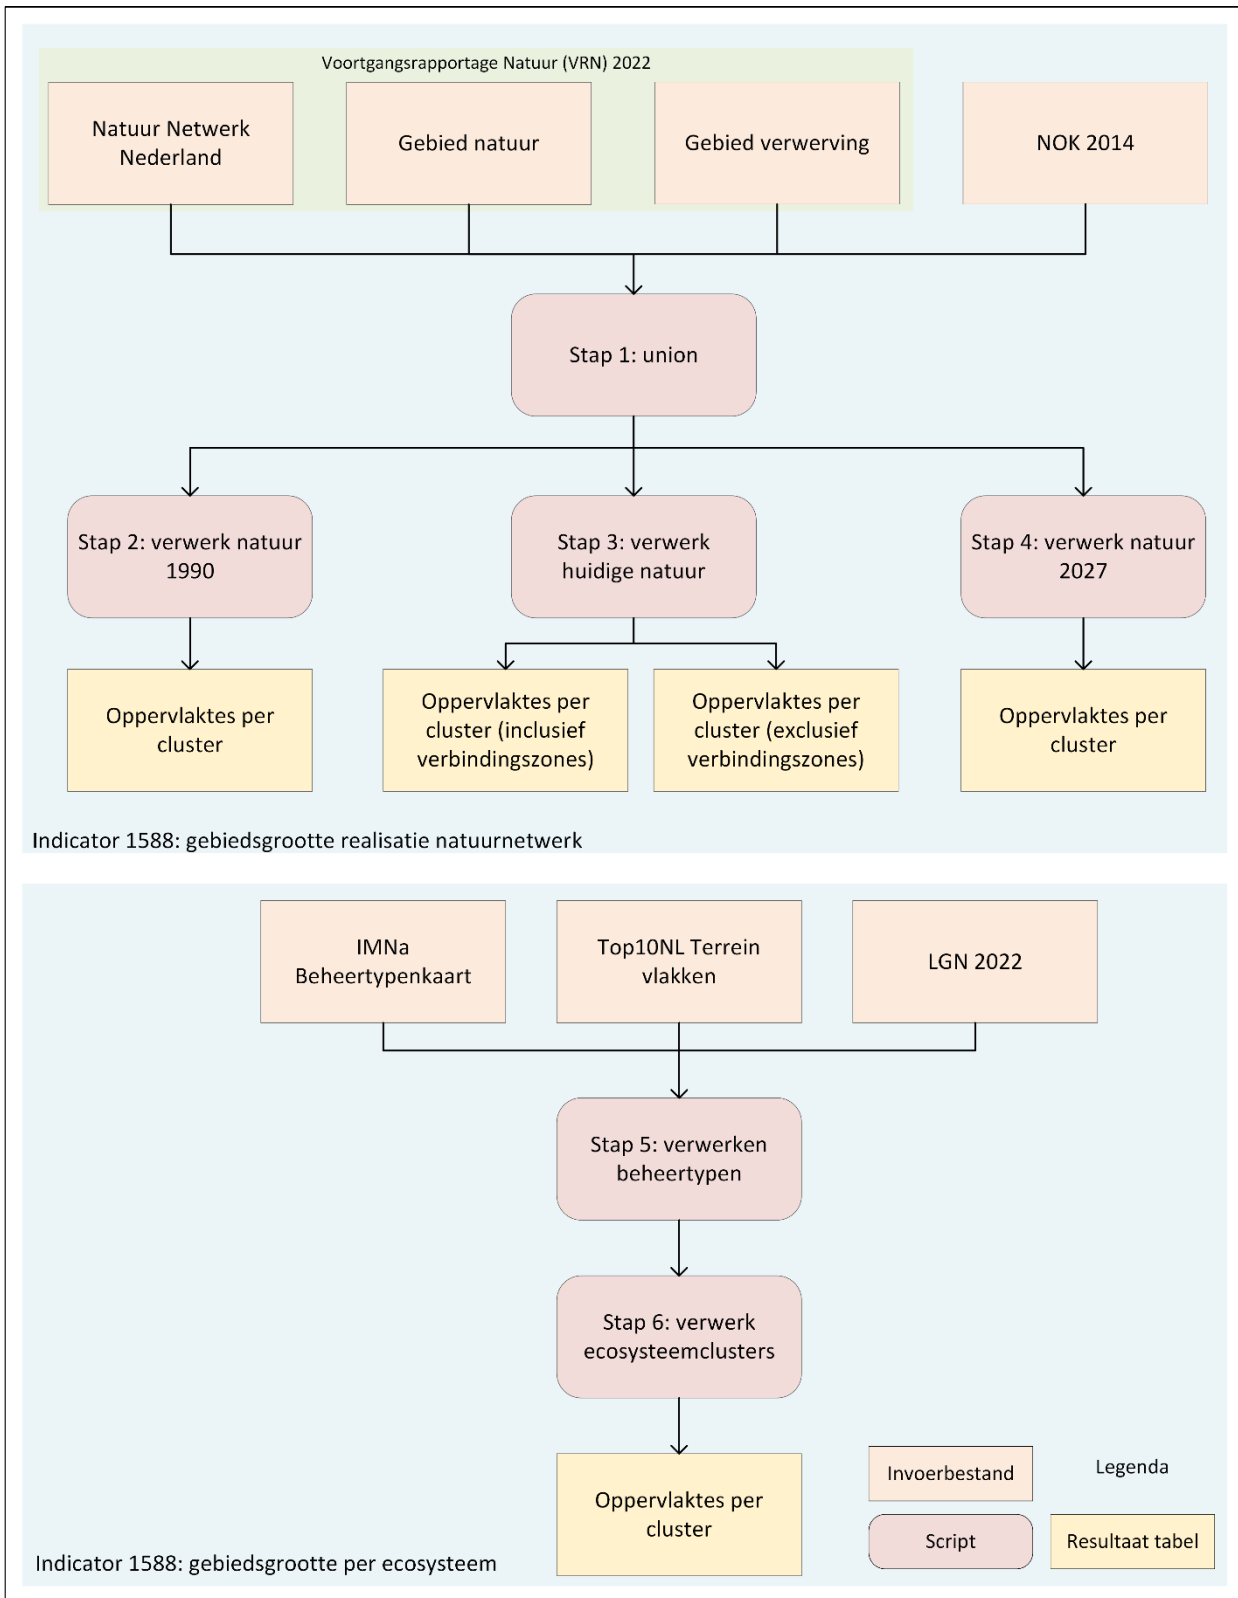 Voortgangsrapportage Natuur (VRN) 2022
Natuur Netwerk
Nederland
Gebied natuur
Gebied verwerving
NOK 2014
Stap 1: union
Stap 2: verwerk natuur
1990
Stap 3: verwerk
huidige natuur
Stap 4: verwerk natuur
2027
Oppervlaktes per
cluster
Oppervlaktes per
cluster (inclusief
verbindingszones)
Oppervlaktes per
cluster (exclusief
verbindingszones)
Oppervlaktes per
cluster
Indicator 1588: gebiedsgrootte realisatie natuurnetwerk
IMNa
Beheertypenkaart
Top10NL Terrein
vlakken
LGN 2022
Stap 5: verwerken
beheertypen
Stap 6: verwerk
ecosysteemclusters
Oppervlaktes per
cluster
Invoerbestand
Legenda
Script
Resultaat tabel
Indicator 1588: gebiedsgrootte per ecosysteem